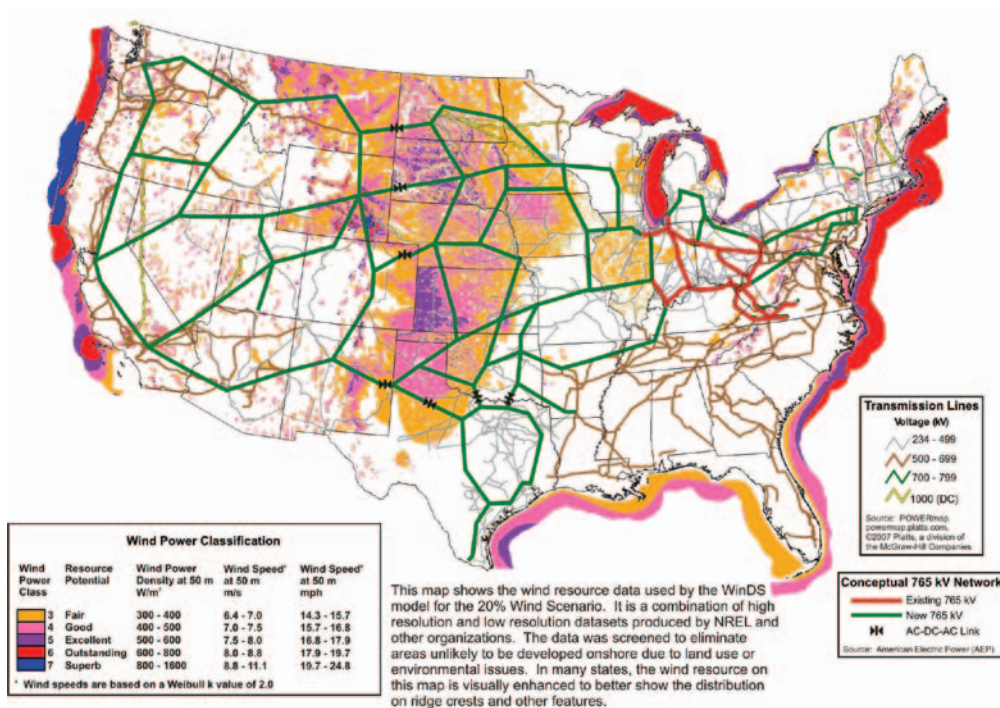 Transmission Lines
Voltage (kV)
234 - 499
500 - 699
700 - 799
1000 (DC)
Source: POWERmap,
powermap.platts.com,
©2007 Platts, a division of
the McGraw-Hill Companies
Wind Power Classification
Wind Power Class Resource Potential Wind Power Density at 50 m W/m² Wind Speed* at 50 m m/s Wind Speed* at 50 m mph
3 Fair 300 - 400 6.4 - 7.0 14.3 - 15.7
4 Good 400 - 500 7.0 - 7.5 15.7 - 16.8
5 Excellent 500 - 600 7.5 - 8.0 16.8 - 17.9
6 Outstanding 600 - 800 8.0 - 8.8 17.9 - 19.7
7 Superb 800 - 1600 8.8 - 11.1 19.7 - 24.8
* Wind speeds are based on a Weibull k value of 2.0
This map shows the wind resource data used by the WinDS
model for the 20% Wind Scenario. It is a combination of high
resolution and low resolution datasets produced by NREL and
other organizations. The data was screened to eliminate
areas unlikely to be developed onshore due to land use or
environmental issues. In many states, the wind resource on
this map is visually enhanced to better show the distribution
on ridge crests and other features.
Conceptual 765 kV Network
Existing 765 kV
New 765 kV
AC-DC-AC Link
Source: American Electric Power (AEP)